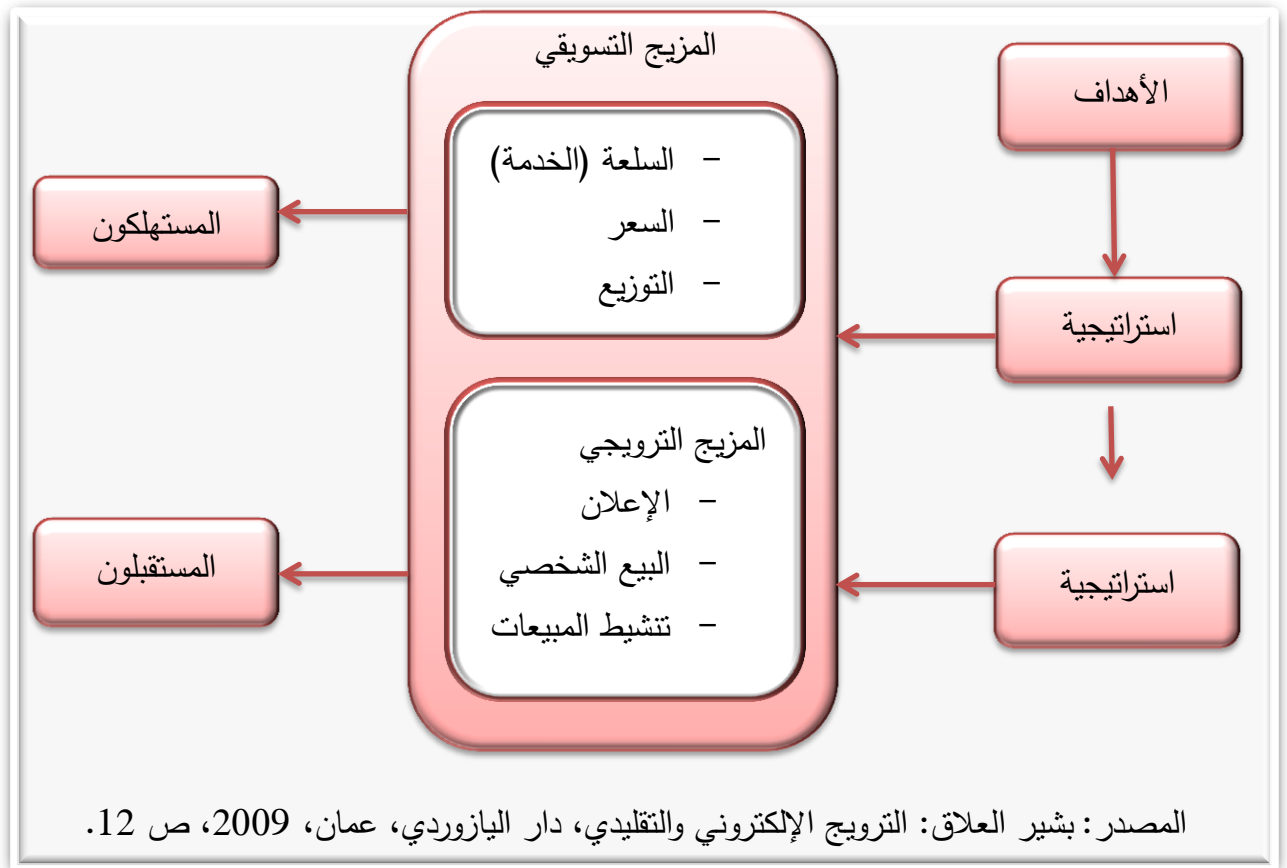 الأهداف
استراتيجية
استراتيجية
المزيج التسويقي
- السلعة (الخدمة)
- السعر
- التوزيع
المزيج الترويجي
- الإعلان
- البيع الشخصي
- تنشيط المبيعات
المستهلكون
المستقبلون
المصدر: بشير العلاق: الترويج الإلكتروني والتقليدي، دار اليازوردي، عمان، 2009، ص 12.